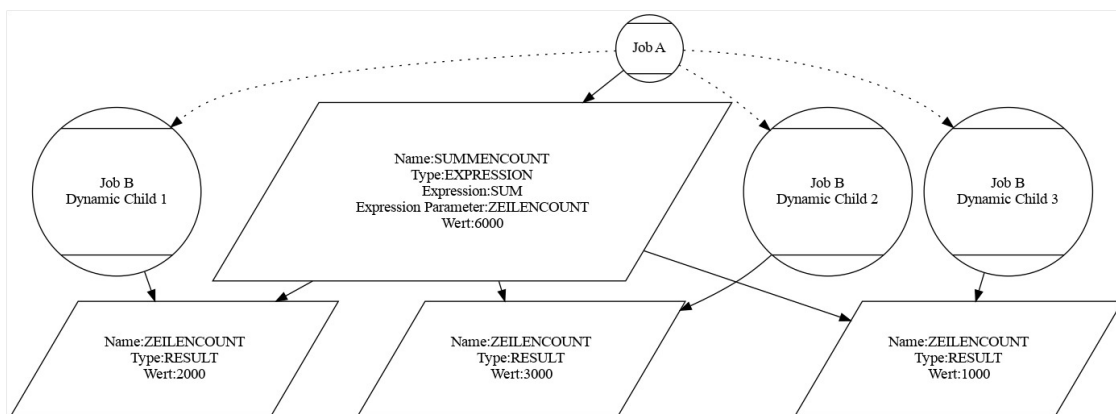 Job A
Job B
Dynamic Child 1
Name:SUMMENCOUNT
Type:EXPRESSION
Expression:SUM
Expression Parameter:ZEILENCOUNT
Wert:6000
Job B
Dynamic Child 2
Job B
Dynamic Child 3
Name:ZEILENCOUNT
Type:RESULT
Wert:2000
Name:ZEILENCOUNT
Type:RESULT
Wert:3000
Name:ZEILENCOUNT
Type:RESULT
Wert:1000